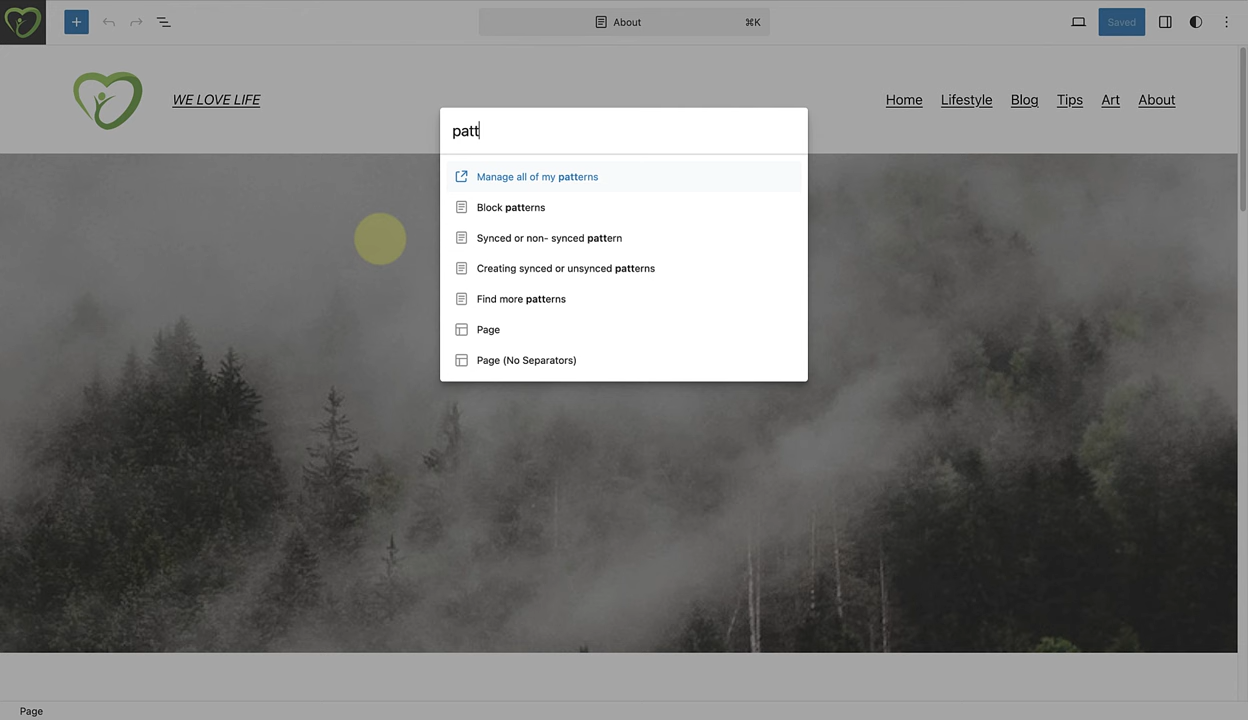 About
⌘K
Saved
WE LOVE LIFE
Home Lifestyle Blog Tips Art About
patt
Manage all of my patterns
Block patterns
Synced or non- synced pattern
Creating synced or unsynced patterns
Find more patterns
Page
Page (No Separators)
Page